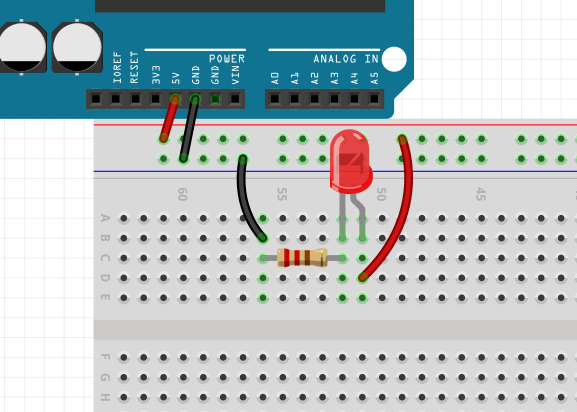 POWER
ANALOG IN
IOREF
RESET
3V3
5V
GND
GND
VIN
A0
A1
A2
A3
A4
A5
60
55
50
45
A
B
C
D
E
F
G
H